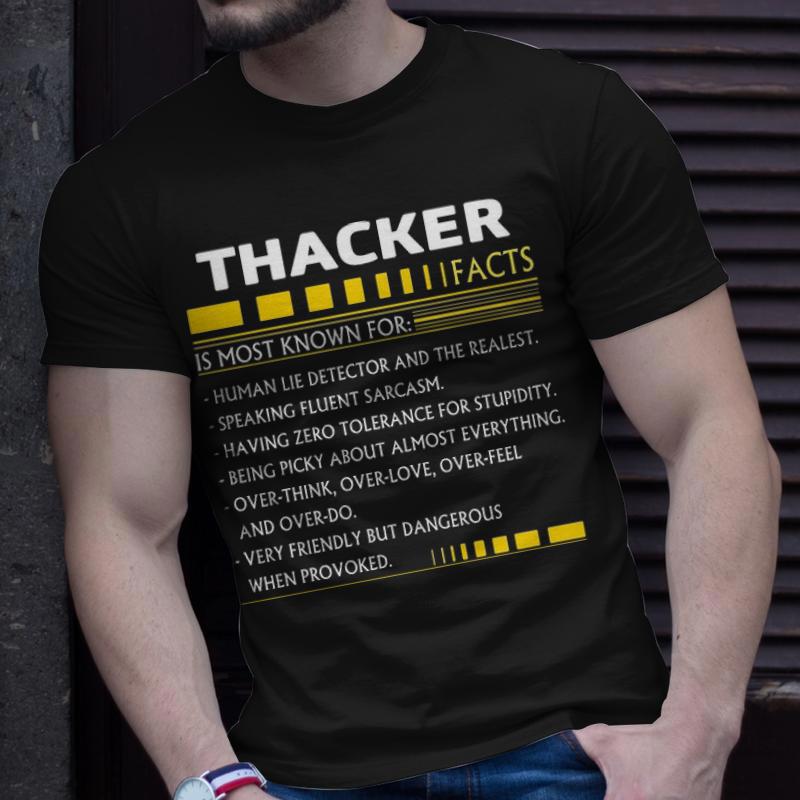 THACKER
FACTS
IS MOST KNOWN FOR:
- HUMAN LIE DETECTOR AND THE REALEST.
- SPEAKING FLUENT SARCASM.
- HAVING ZERO TOLERANCE FOR STUPIDITY.
- BEING PICKY ABOUT ALMOST EVERYTHING.
- OVER-THINK, OVER-LOVE, OVER-FEEL
AND OVER-DO.
- VERY FRIENDLY BUT DANGEROUS
WHEN PROVOKED.